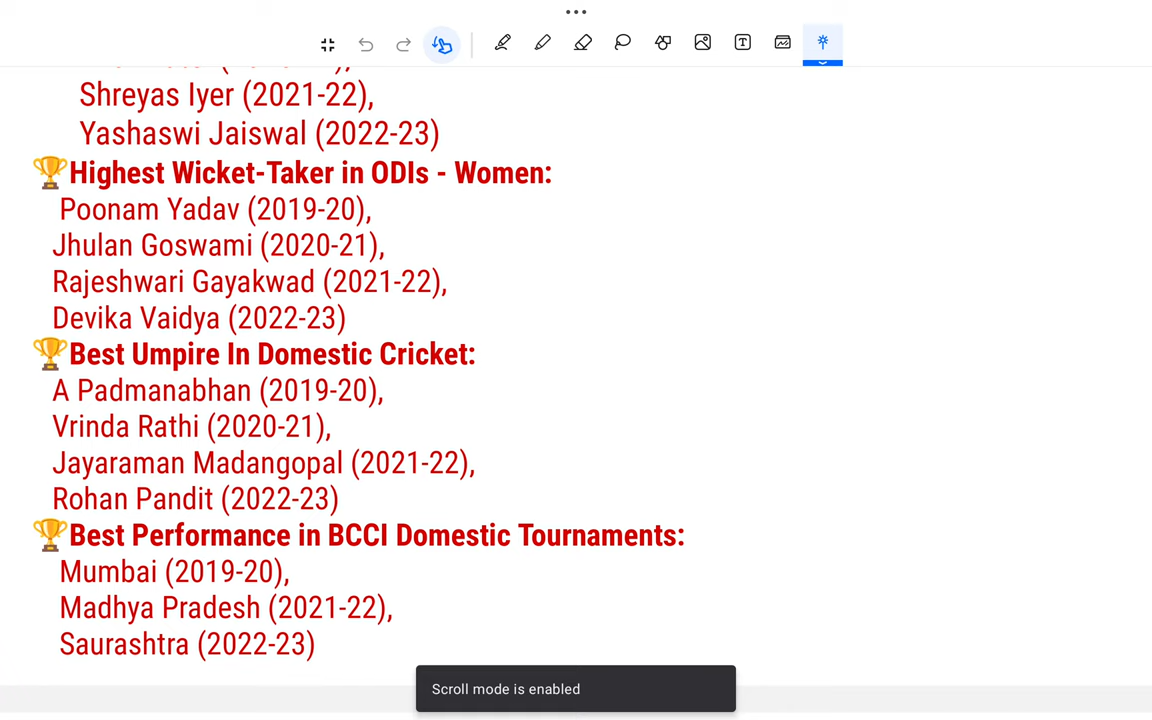 Shreyas Iyer (2021-22),
Yashaswi Jaiswal (2022-23)
🏆Highest Wicket-Taker in ODIs - Women:
Poonam Yadav (2019-20),
Jhulan Goswami (2020-21),
Rajeshwari Gayakwad (2021-22),
Devika Vaidya (2022-23)
🏆Best Umpire In Domestic Cricket:
A Padmanabhan (2019-20),
Vrinda Rathi (2020-21),
Jayaraman Madangopal (2021-22),
Rohan Pandit (2022-23)
🏆Best Performance in BCCI Domestic Tournaments:
Mumbai (2019-20),
Madhya Pradesh (2021-22),
Saurashtra (2022-23)
Scroll mode is enabled